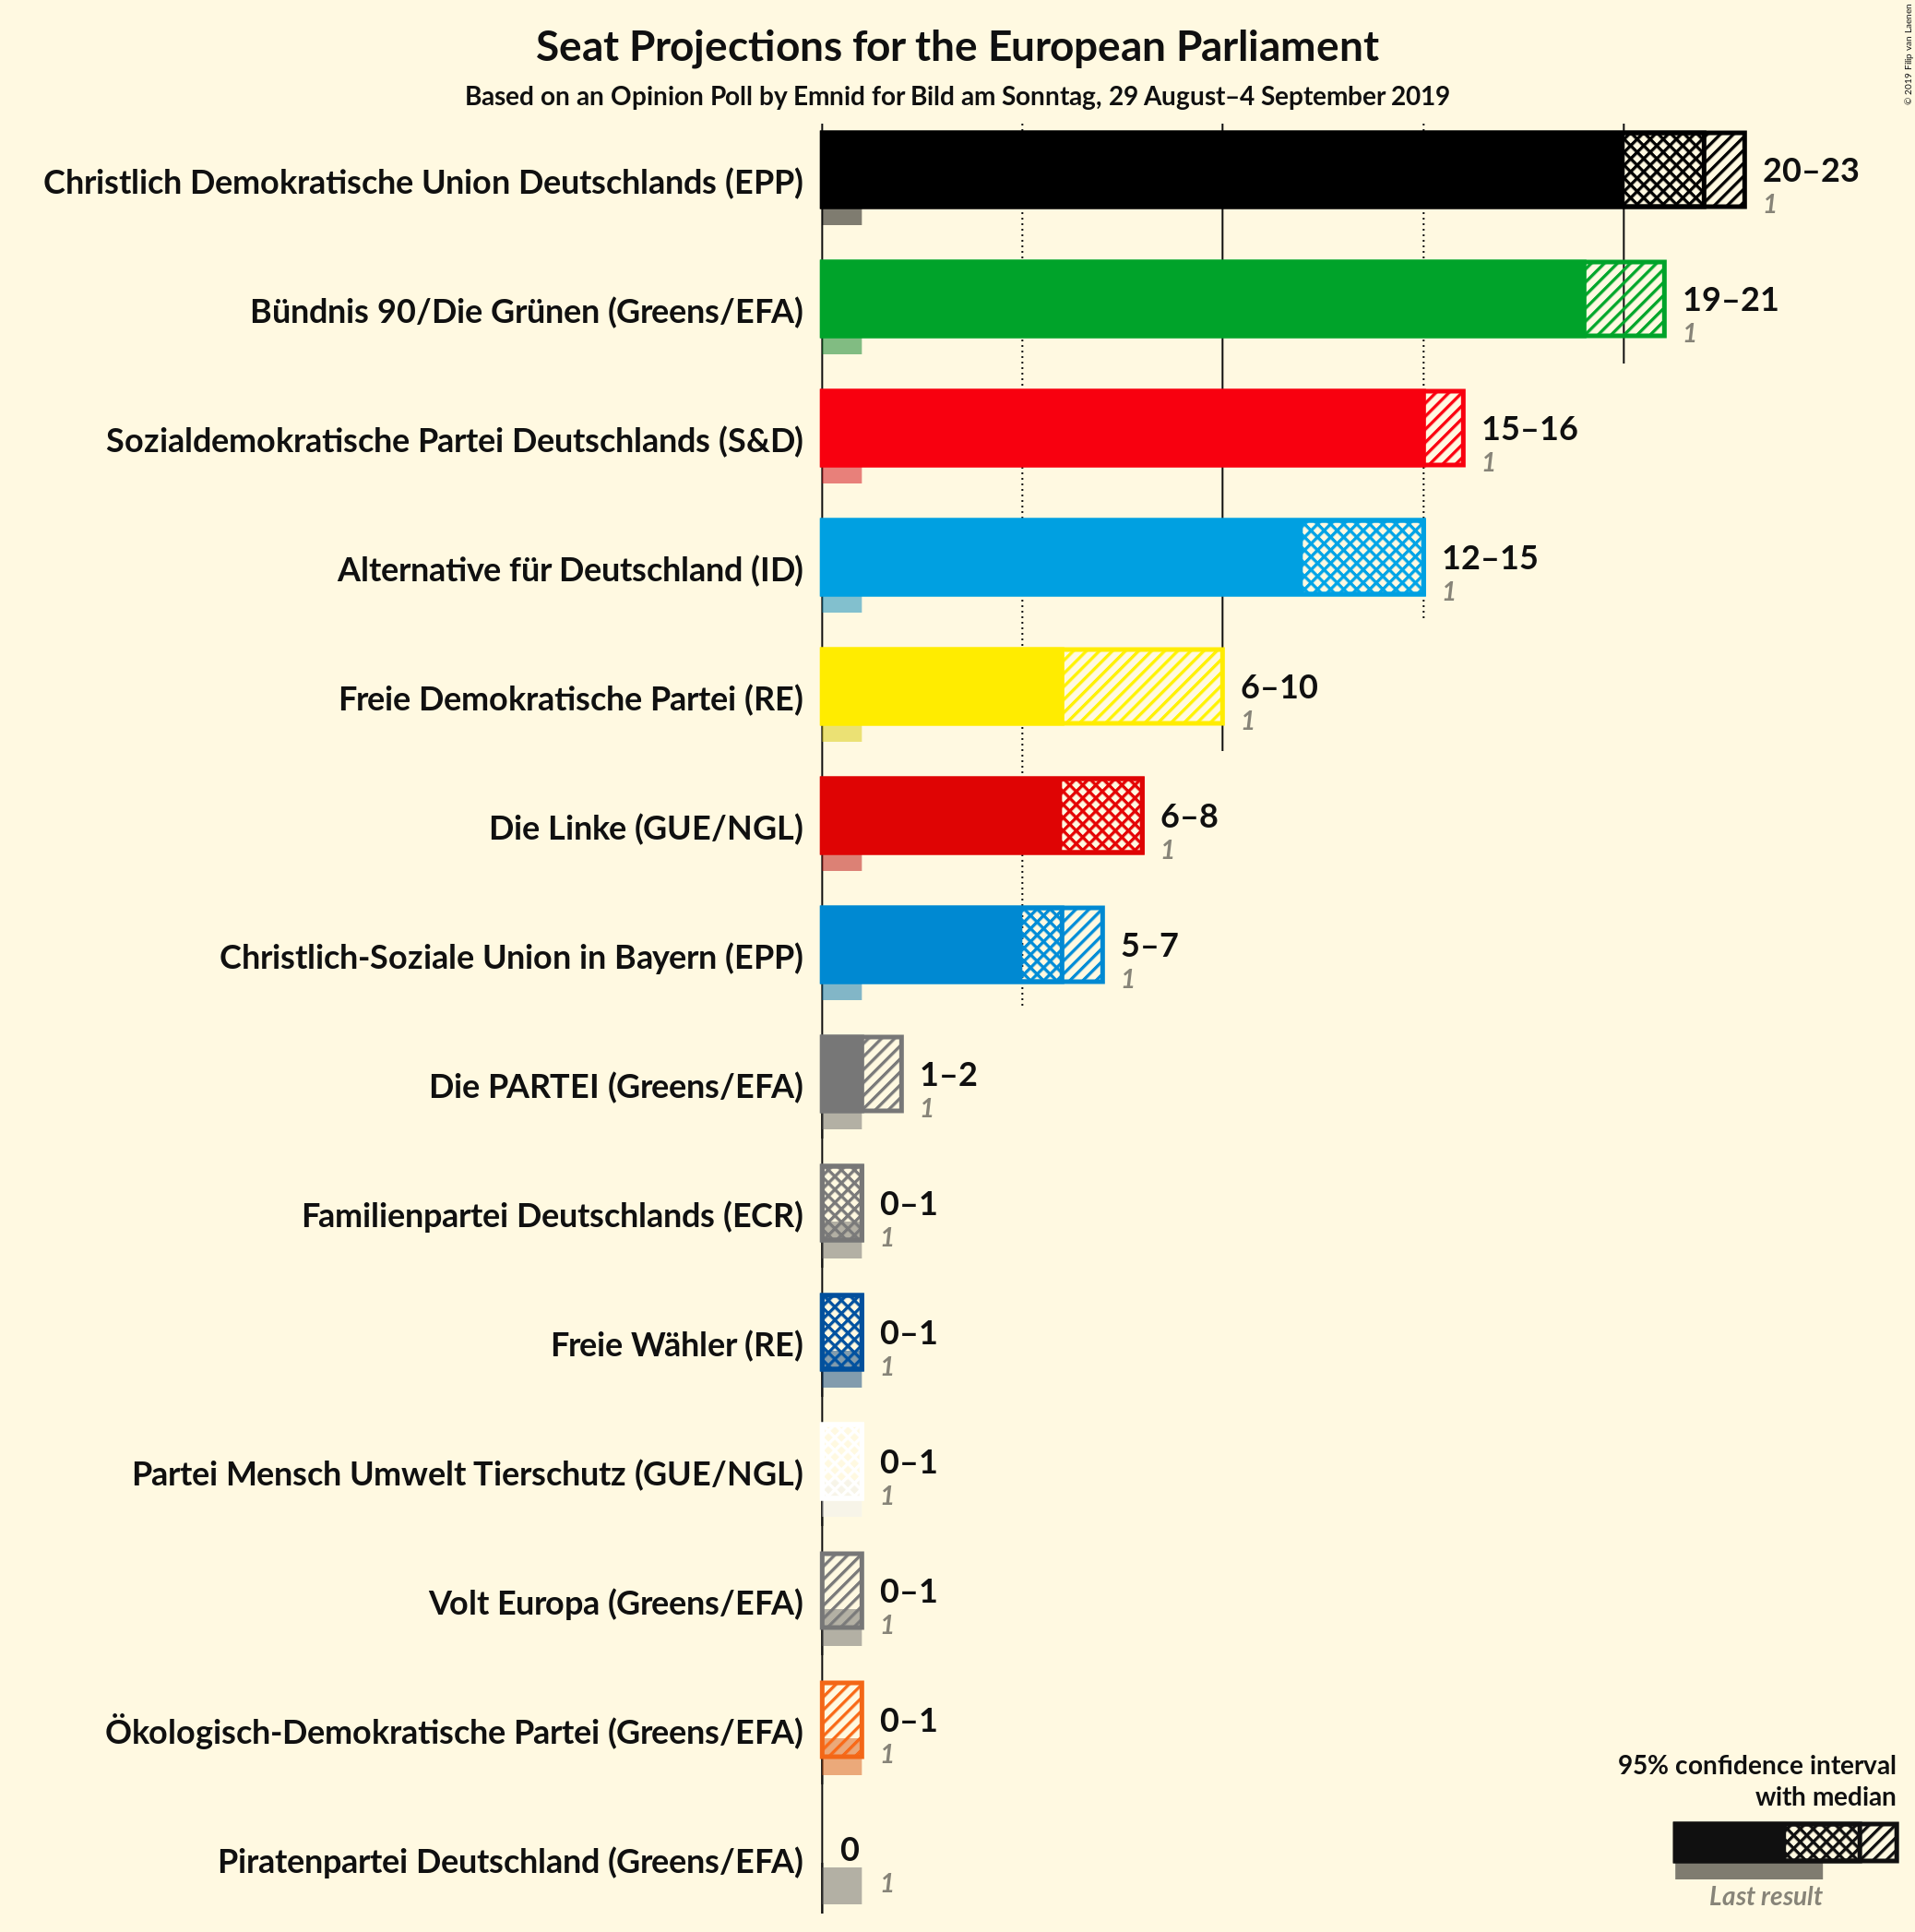 Seat Projections for the European Parliament
Based on an Opinion Poll by Emnid for Bild am Sonntag, 29 August–4 September 2019
© 2019 Filip van Laenen
Christlich Demokratische Union Deutschlands (EPP)
20–23
1
Bündnis 90/Die Grünen (Greens/EFA)
19–21
1
Sozialdemokratische Partei Deutschlands (S&D)
15–16
1
Alternative für Deutschland (ID)
12–15
1
Freie Demokratische Partei (RE)
6–10
1
Die Linke (GUE/NGL)
6–8
1
Christlich-Soziale Union in Bayern (EPP)
5–7
1
Die PARTEI (Greens/EFA)
1–2
1
Familienpartei Deutschlands (ECR)
0–1
1
Freie Wähler (RE)
0–1
1
Partei Mensch Umwelt Tierschutz (GUE/NGL)
0–1
1
Volt Europa (Greens/EFA)
0–1
1
Ökologisch-Demokratische Partei (Greens/EFA)
0–1
1
Piratenpartei Deutschland (Greens/EFA)
0
1
95% confidence interval
with median
Last result